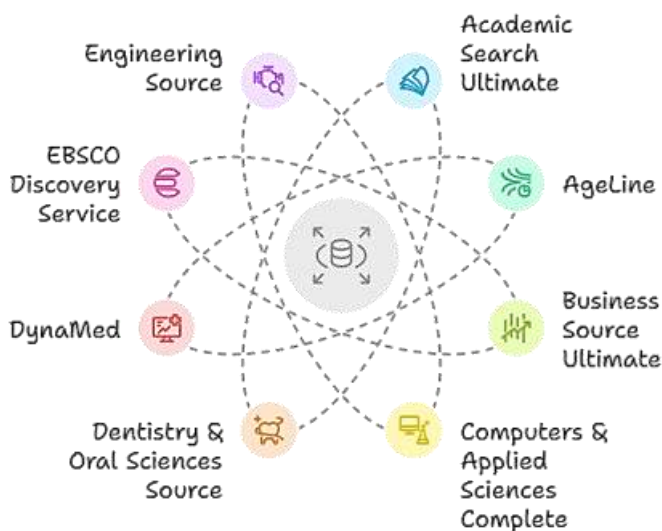 Engineering
Source
Academic
Search
Ultimate
EBSCO
Discovery
Service
AgeLine
DynaMed
Business
Source
Ultimate
Dentistry &
Oral Sciences
Source
Computers &
Applied
Sciences
Complete